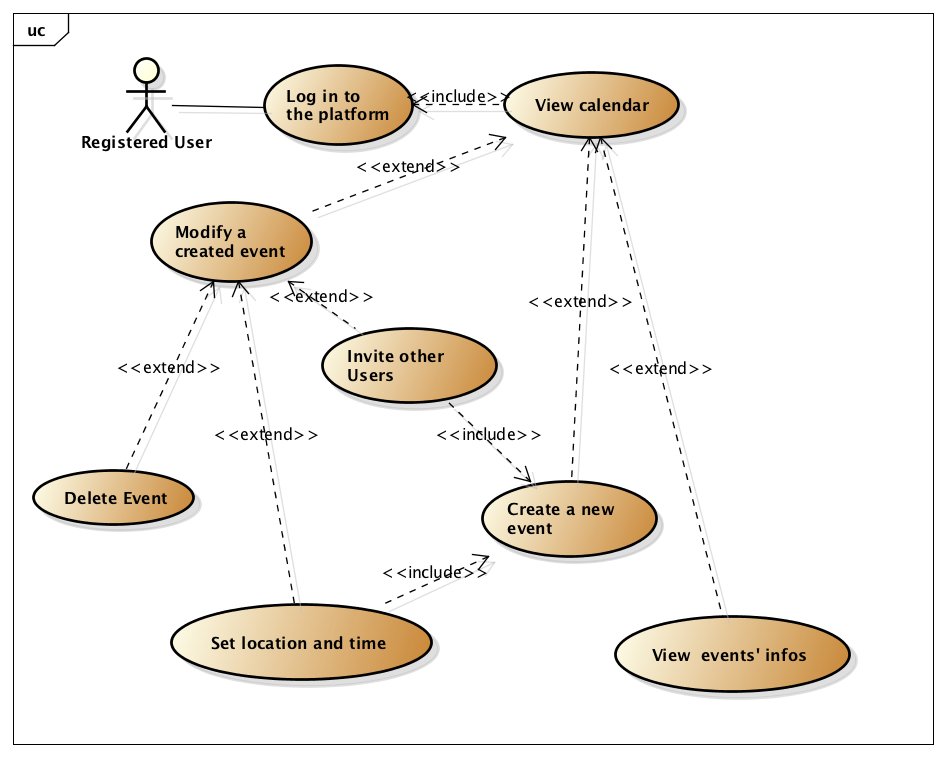 uc
Log in to
the platform
<<include>>
View calendar
Registered User
<<extend>>
Modify a
created event
<<extend>>
<<extend>>
Invite other
Users
<<extend>>
<<extend>>
<<extend>>
<<include>>
Delete Event
Create a new
event
<<include>>
Set location and time
View  events' infos